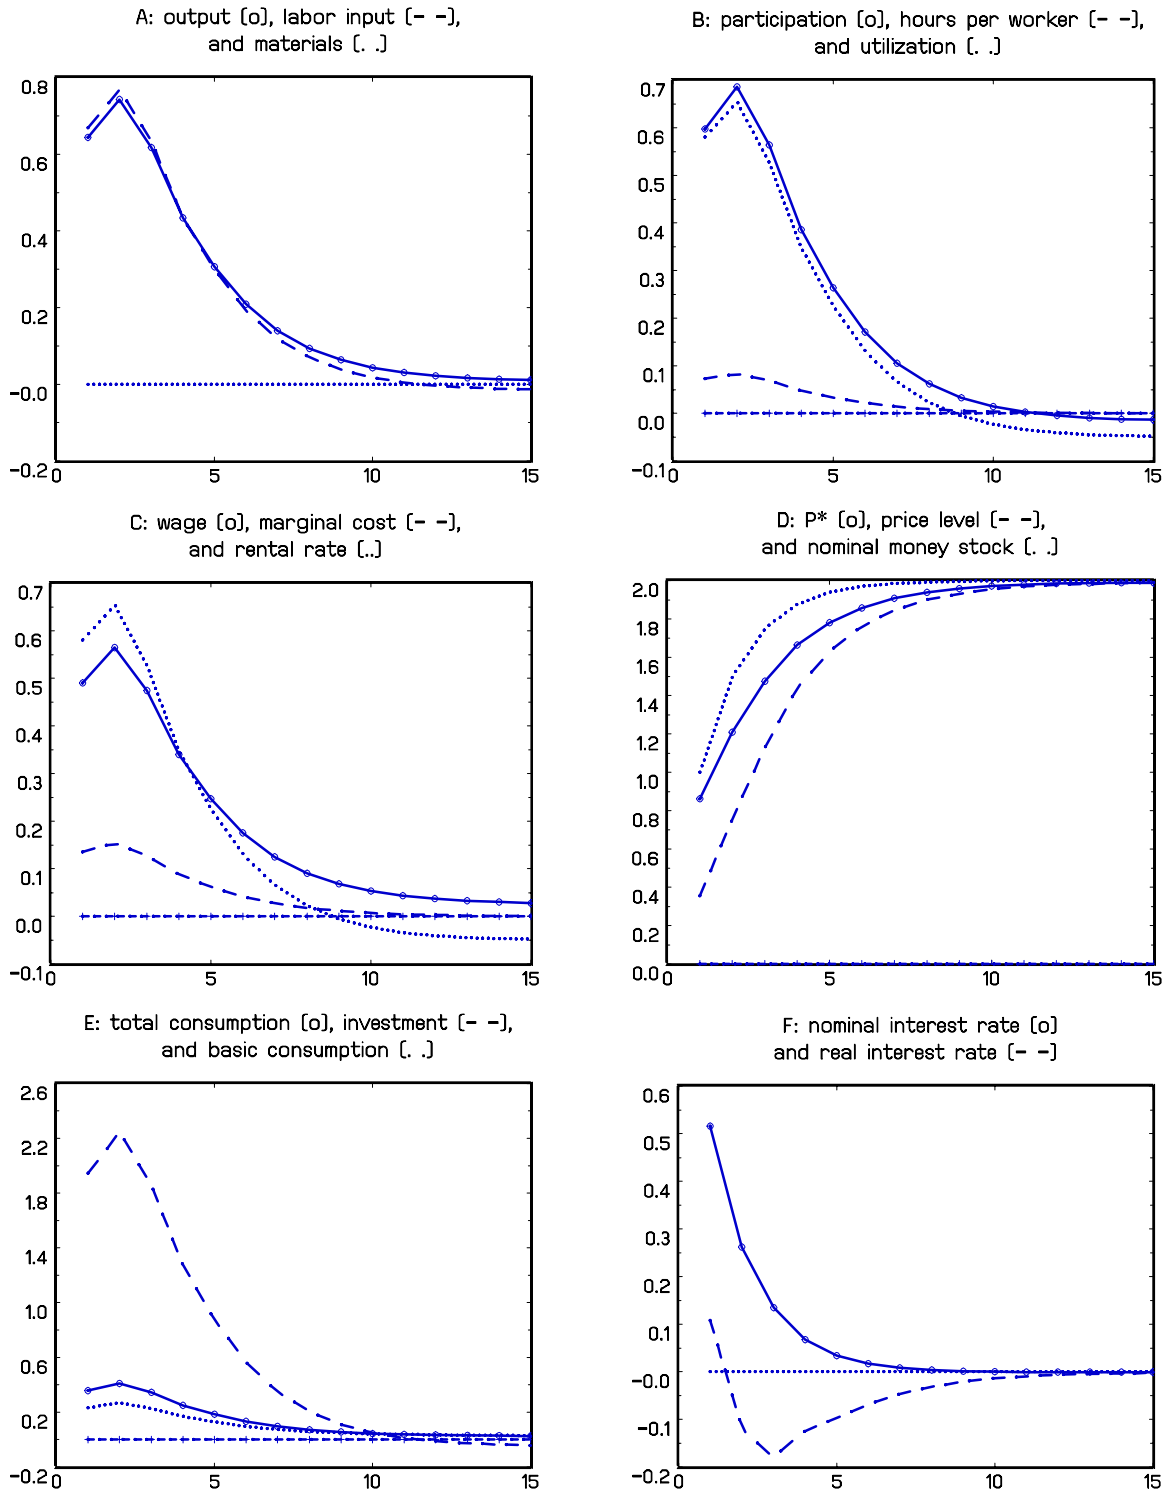 A: output (o), labor input (- -),
and materials (. .)
0.8
0.6
0.4
0.2
-0.0
-0.2
0 5 10 15
B: participation (o), hours per worker (- -),
and utilization (. .)
0.7
0.6
0.5
0.4
0.3
0.2
0.1
0.0
-0.1
0 5 10 15
C: wage (o), marginal cost (- -),
and rental rate (..)
0.7
0.6
0.5
0.4
0.3
0.2
0.1
0.0
-0.1
0 5 10 15
D: P* (o), price level (- -),
and nominal money stock (. .)
2.0
1.8
1.6
1.4
1.2
1.0
0.8
0.6
0.4
0.2
0.0
0 5 10 15
E: total consumption (o), investment (- -),
and basic consumption (. .)
2.6
2.2
1.8
1.4
1.0
0.6
0.2
-0.2
0 5 10 15
F: nominal interest rate (o)
and real interest rate (- -)
0.6
0.5
0.4
0.3
0.2
0.1
-0.0
-0.1
-0.2
0 5 10 15